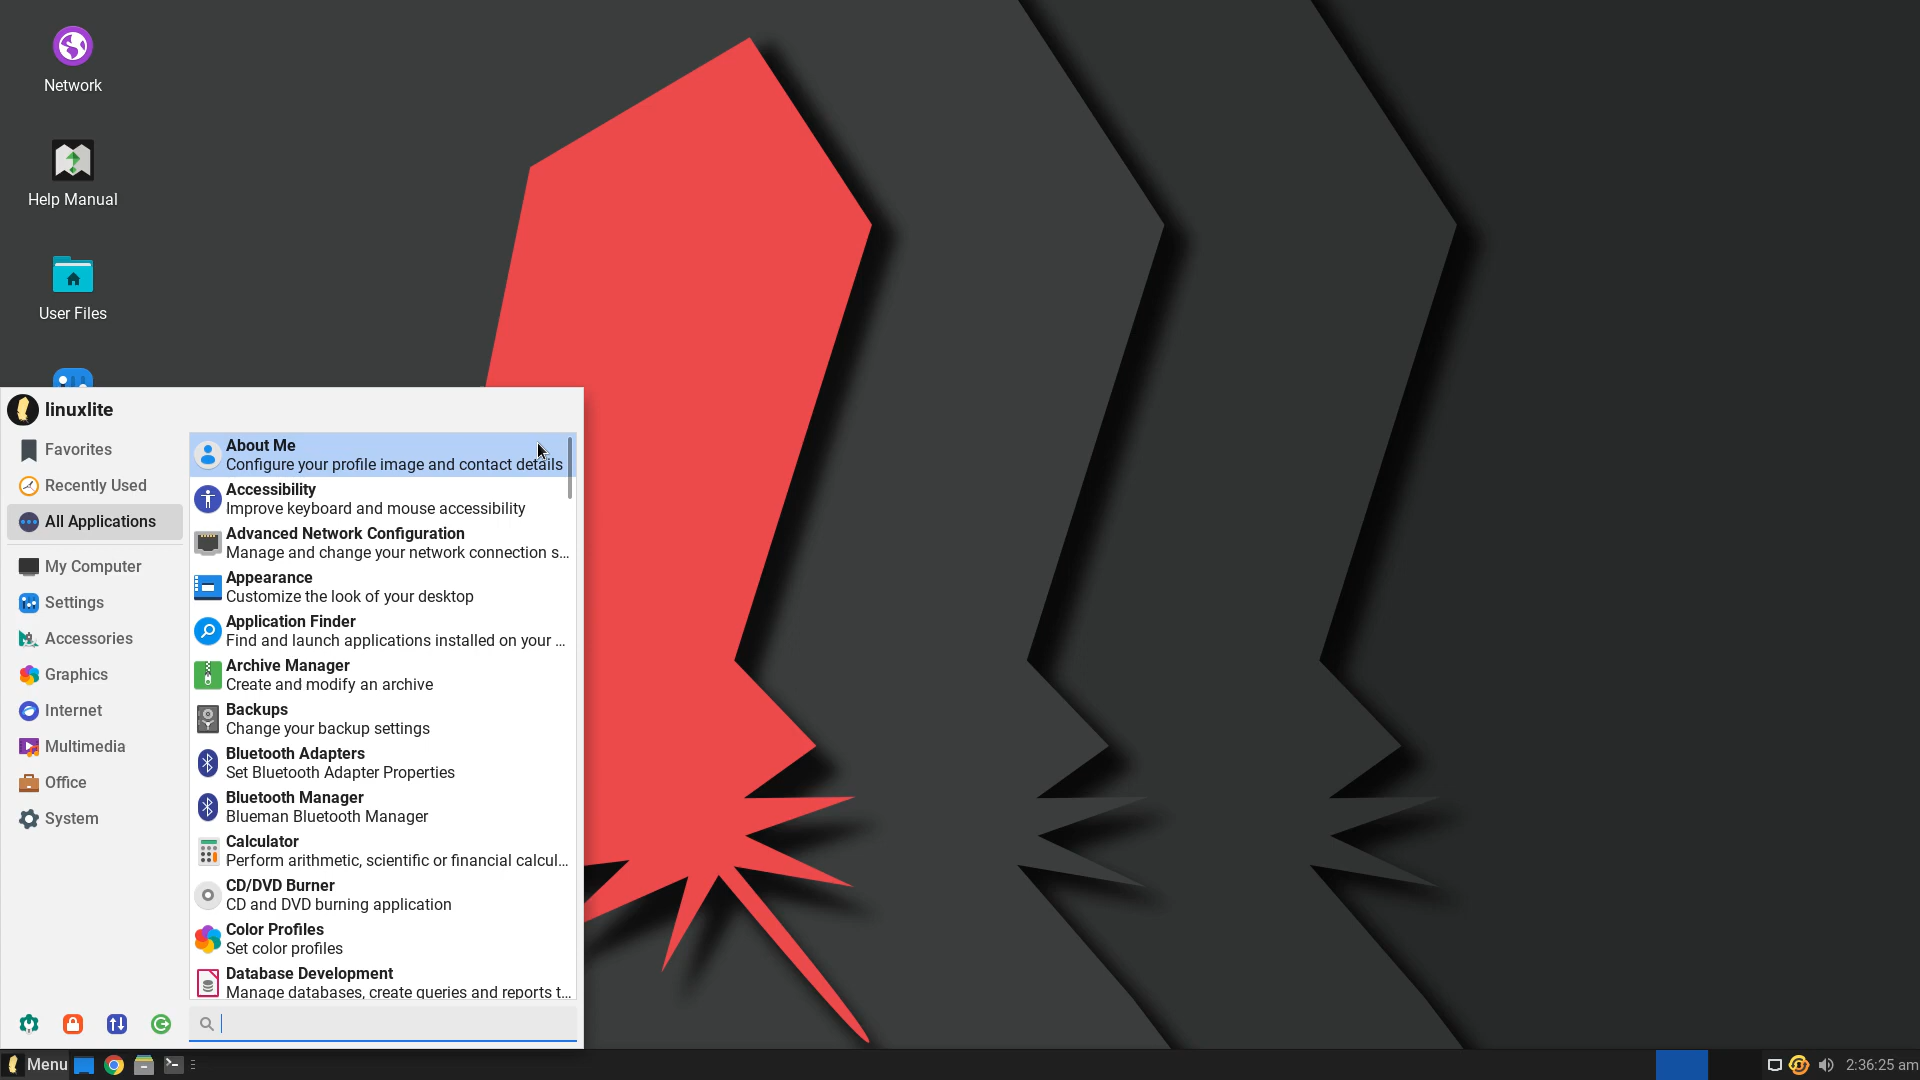 Network
Help Manual
User Files
linuxlite
Favorites
Recently Used
All Applications
My Computer
Settings
Accessories
Graphics
Internet
Multimedia
Office
System
About Me
Configure your profile image and contact details
Accessibility
Improve keyboard and mouse accessibility
Advanced Network Configuration
Manage and change your network connection s...
Appearance
Customize the look of your desktop
Application Finder
Find and launch applications installed on your ...
Archive Manager
Create and modify an archive
Backups
Change your backup settings
Bluetooth Adapters
Set Bluetooth Adapter Properties
Bluetooth Manager
Blueman Bluetooth Manager
Calculator
Perform arithmetic, scientific or financial calcul...
CD/DVD Burner
CD and DVD burning application
Color Profiles
Set color profiles
Database Development
Manage databases, create queries and reports t...
Menu
2:36:25 am